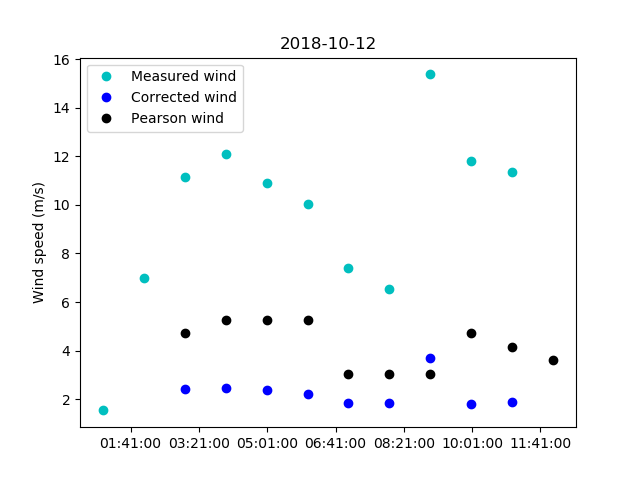 2018-10-12
Measured wind
Corrected wind
Pearson wind
Wind speed (m/s)
16
14
12
10
8
6
4
2
01:41:00 03:21:00 05:01:00 06:41:00 08:21:00 10:01:00 11:41:00